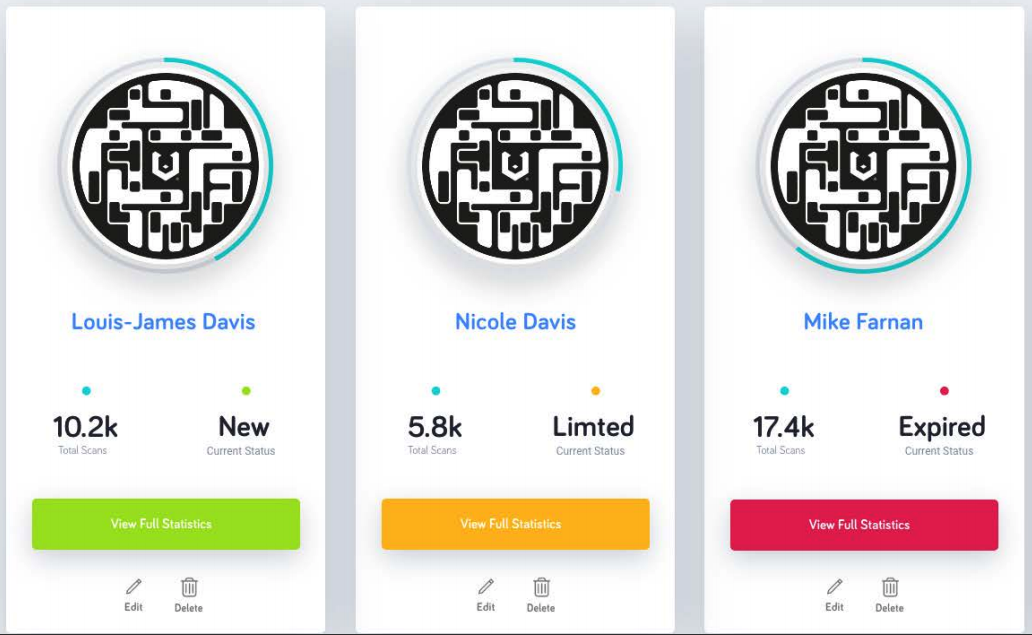 Louis-James Davis
10.2k
Total Scans
New
Current Status
View Full Statistics
Edit
Delete
Nicole Davis
5.8k
Total Scans
Limted
Current Status
View Full Statistics
Edit
Delete
Mike Farnan
17.4k
Total Scans
Expired
Current Status
View Full Statistics
Edit
Delete